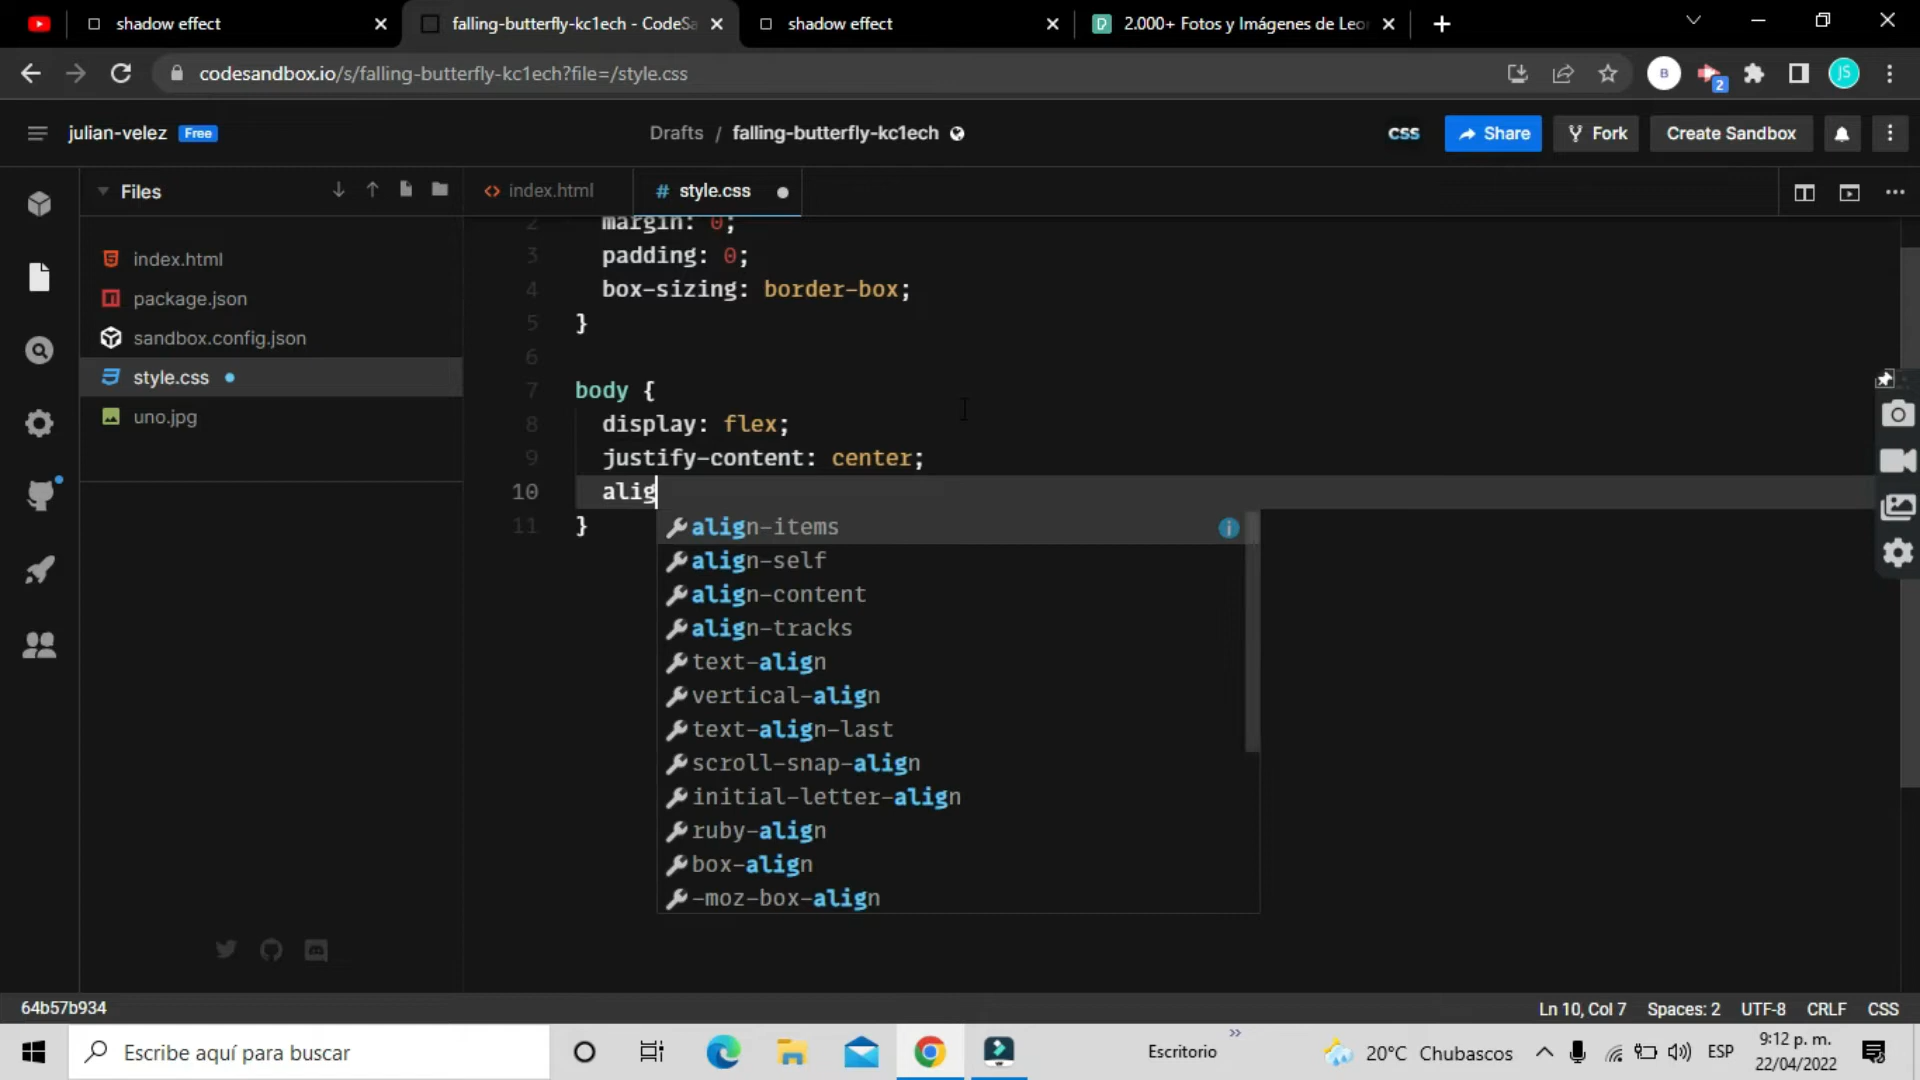 shadow effect
falling-butterfly-kc1ech - CodeSa
shadow effect
2.000+ Fotos y Imágenes de Leo
codesandbox.io/s/falling-butterfly-kc1ech?file=/style.css
B
2
JS
julian-velez Free
Drafts / falling-butterfly-kc1ech
CSS
Share
Fork
Create Sandbox
Files
index.html
style.css
index.html
package.json
sandbox.config.json
style.css
uno.jpg
2 margin: 0;
3 padding: 0;
4 box-sizing: border-box;
5 }
6
7 body {
8 display: flex;
9 justify-content: center;
10 alig
11 }
align-items
align-self
align-content
align-tracks
text-align
vertical-align
text-align-last
scroll-snap-align
initial-letter-align
ruby-align
box-align
-moz-box-align
64b57b934
Ln 10, Col 7 Spaces: 2 UTF-8 CRLF CSS
Escribe aquí para buscar
Escritorio
20°C Chubascos
ESP
9:12 p. m.
22/04/2022